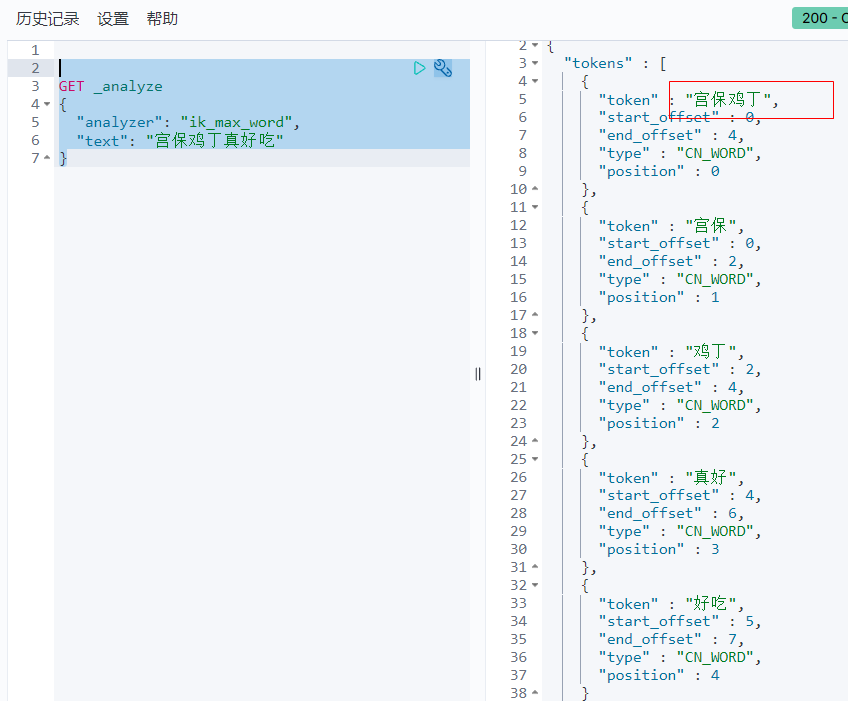 历史记录 设置 帮助
200 - O
1
2
3 GET _analyze
4 {
5 "analyzer": "ik_max_word",
6 "text": "宫保鸡丁真好吃"
7 }
2 {
3 "tokens" : [
4 {
5 "token" : "宫保鸡丁",
6 "start_offset" : 0,
7 "end_offset" : 4,
8 "type" : "CN_WORD",
9 "position" : 0
10 },
11 {
12 "token" : "宫保",
13 "start_offset" : 0,
14 "end_offset" : 2,
15 "type" : "CN_WORD",
16 "position" : 1
17 },
18 {
19 "token" : "鸡丁",
20 "start_offset" : 2,
21 "end_offset" : 4,
22 "type" : "CN_WORD",
23 "position" : 2
24 },
25 {
26 "token" : "真好",
27 "start_offset" : 4,
28 "end_offset" : 6,
29 "type" : "CN_WORD",
30 "position" : 3
31 },
32 {
33 "token" : "好吃",
34 "start_offset" : 5,
35 "end_offset" : 7,
36 "type" : "CN_WORD",
37 "position" : 4
38 }